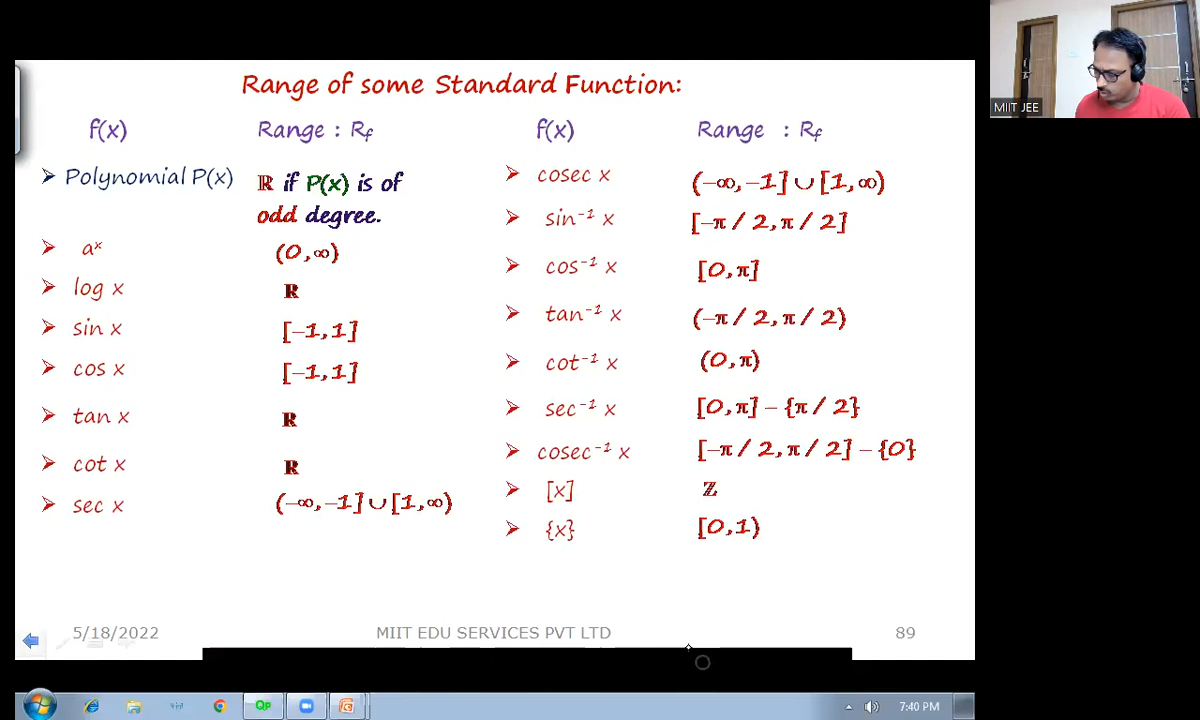 Range of some Standard Function:
f(x) Range : Rf f(x) Range : Rf
➢ Polynomial P(x) ℝ if P(x) is of odd degree.
➢ aˣ (0,∞)
➢ log x ℝ
➢ sin x [−1,1]
➢ cos x [−1,1]
➢ tan x ℝ
➢ cot x ℝ
➢ sec x (−∞,−1]∪[1,∞)
➢ cosec x (−∞,−1]∪[1,∞)
➢ sin⁻¹ x [−π/2,π/2]
➢ cos⁻¹ x [0,π]
➢ tan⁻¹ x (−π/2,π/2)
➢ cot⁻¹ x (0,π)
➢ sec⁻¹ x [0,π]−{π/2}
➢ cosec⁻¹ x [−π/2,π/2]−{0}
➢ [x] ℤ
➢ {x} [0,1)
5/18/2022 MIIT EDU SERVICES PVT LTD 89
MIIT JEE
QP
7:40 PM